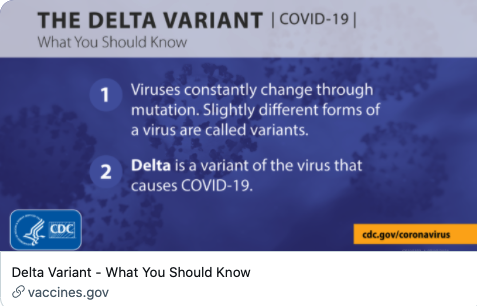 THE DELTA VARIANT | COVID-19 |
What You Should Know
1 Viruses constantly change through
mutation. Slightly different forms of
a virus are called variants.
2 Delta is a variant of the virus that
causes COVID-19.
CDC
cdc.gov/coronavirus
Delta Variant - What You Should Know
vaccines.gov